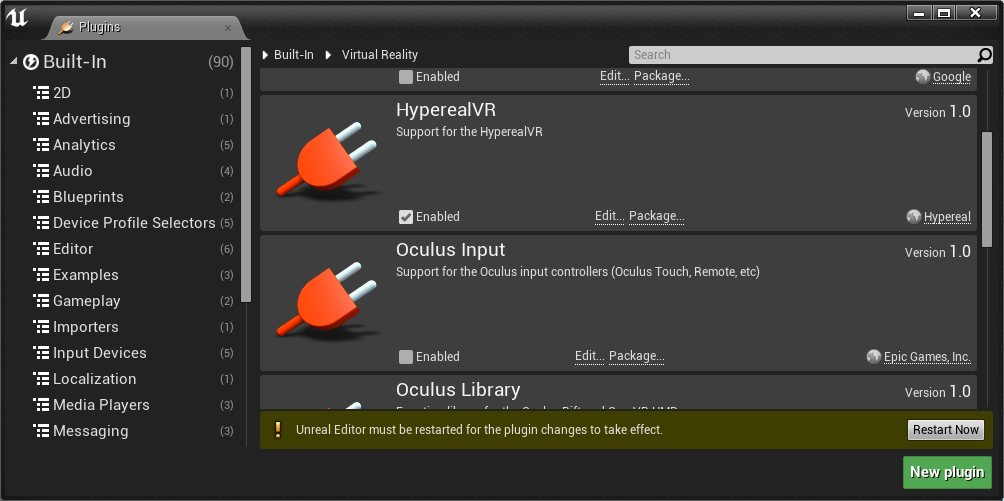 Plugins
Built-In (90)
2D (1)
Advertising (1)
Analytics (5)
Audio (4)
Blueprints (2)
Device Profile Selectors (5)
Editor (6)
Examples (3)
Gameplay (2)
Importers (1)
Input Devices (5)
Localization (1)
Media Players (3)
Messaging (3)
Built-In Virtual Reality
Search
Enabled Edit... Package... Google
HyperealVR Version 1.0
Support for the HyperealVR
Enabled Edit... Package... Hypereal
Oculus Input Version 1.0
Support for the Oculus input controllers (Oculus Touch, Remote, etc)
Enabled Edit... Package... Epic Games, Inc.
Oculus Library Version 1.0
Unreal Editor must be restarted for the plugin changes to take effect. Restart Now
New plugin